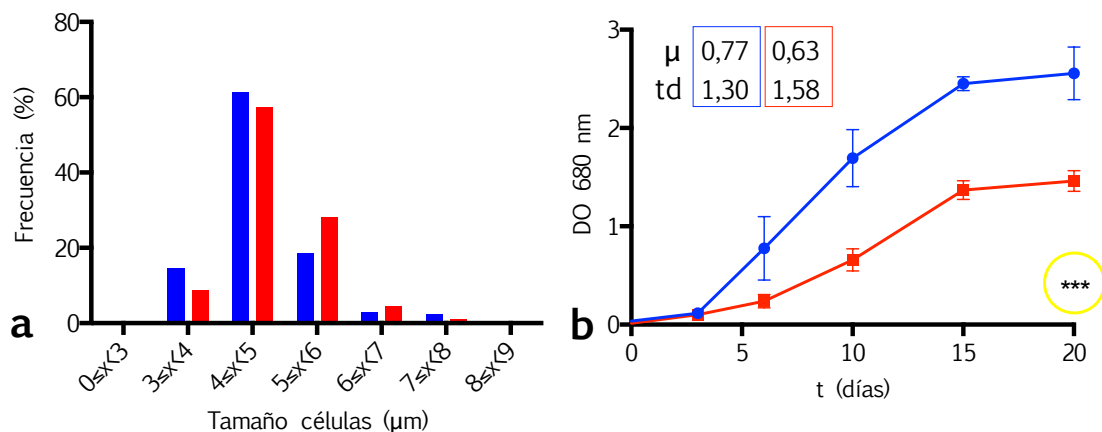 80
60
40
20
0
Frecuencia (%)
0≤x<3
3≤x<4
4≤x<5
5≤x<6
6≤x<7
7≤x<8
8≤x<9
Tamaño células (µm)
a
3
2
1
0
DO 680 nm
µ 0,77 0,63
td 1,30 1,58
***
0 5 10 15 20
t (días)
b